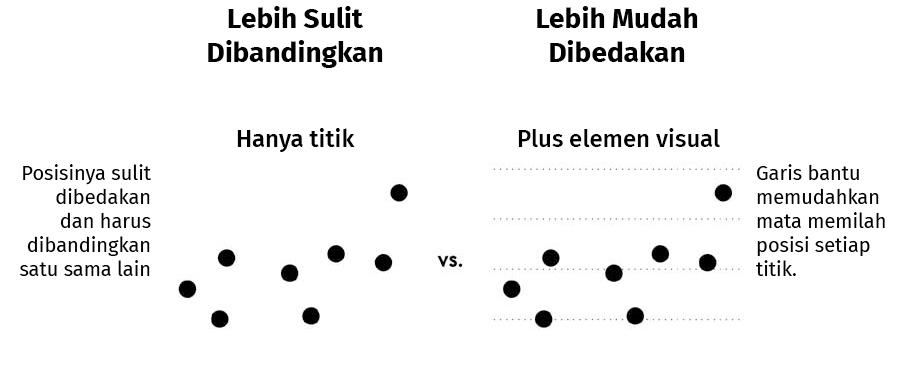 Lebih Sulit
Dibandingkan
Lebih Mudah
Dibedakan
Hanya titik
Plus elemen visual
Posisinya sulit
dibedakan
dan harus
dibandingkan
satu sama lain
vs.
Garis bantu
memudahkan
mata memilah
posisi setiap
titik.